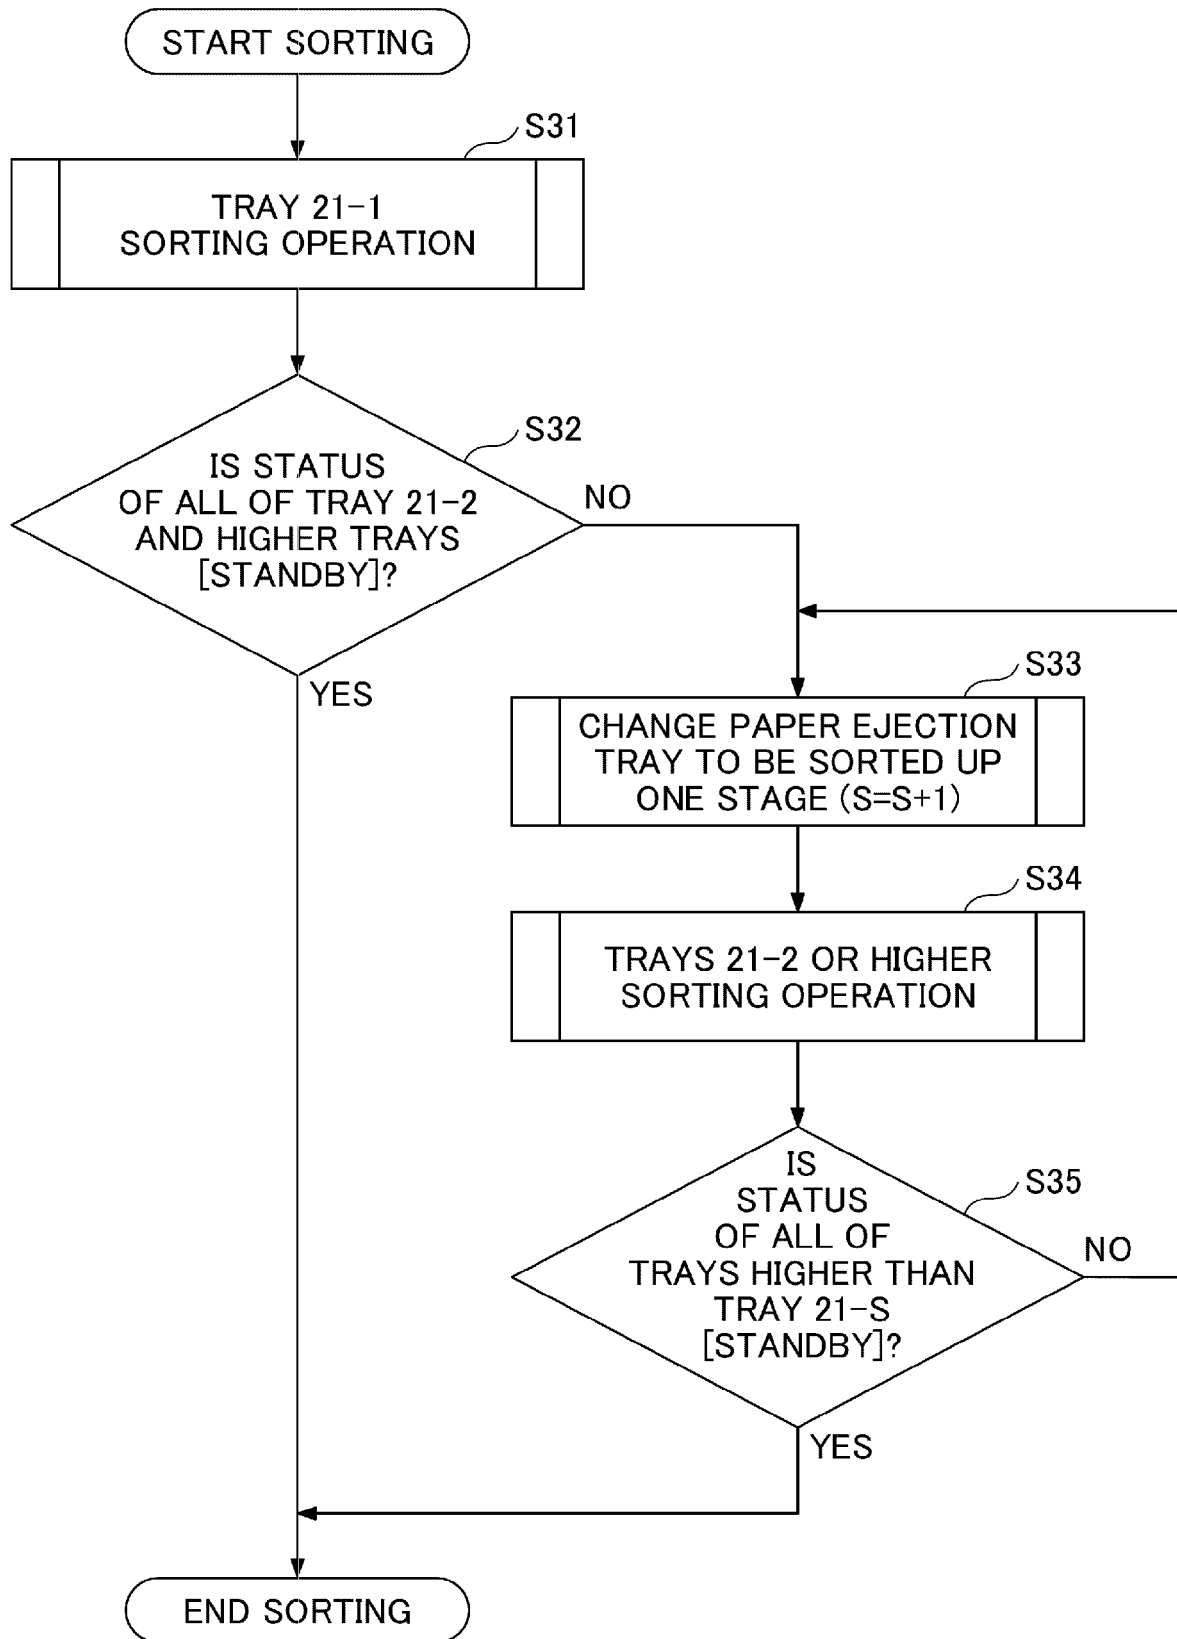 START SORTING
S31
TRAY 21-1
SORTING OPERATION
S32
IS STATUS
OF ALL OF TRAY 21-2
AND HIGHER TRAYS
[STANDBY]?
NO
YES
S33
CHANGE PAPER EJECTION
TRAY TO BE SORTED UP
ONE STAGE (S=S+1)
S34
TRAYS 21-2 OR HIGHER
SORTING OPERATION
S35
IS
STATUS
OF ALL OF
TRAYS HIGHER THAN
TRAY 21-S
[STANDBY]?
NO
YES
END SORTING